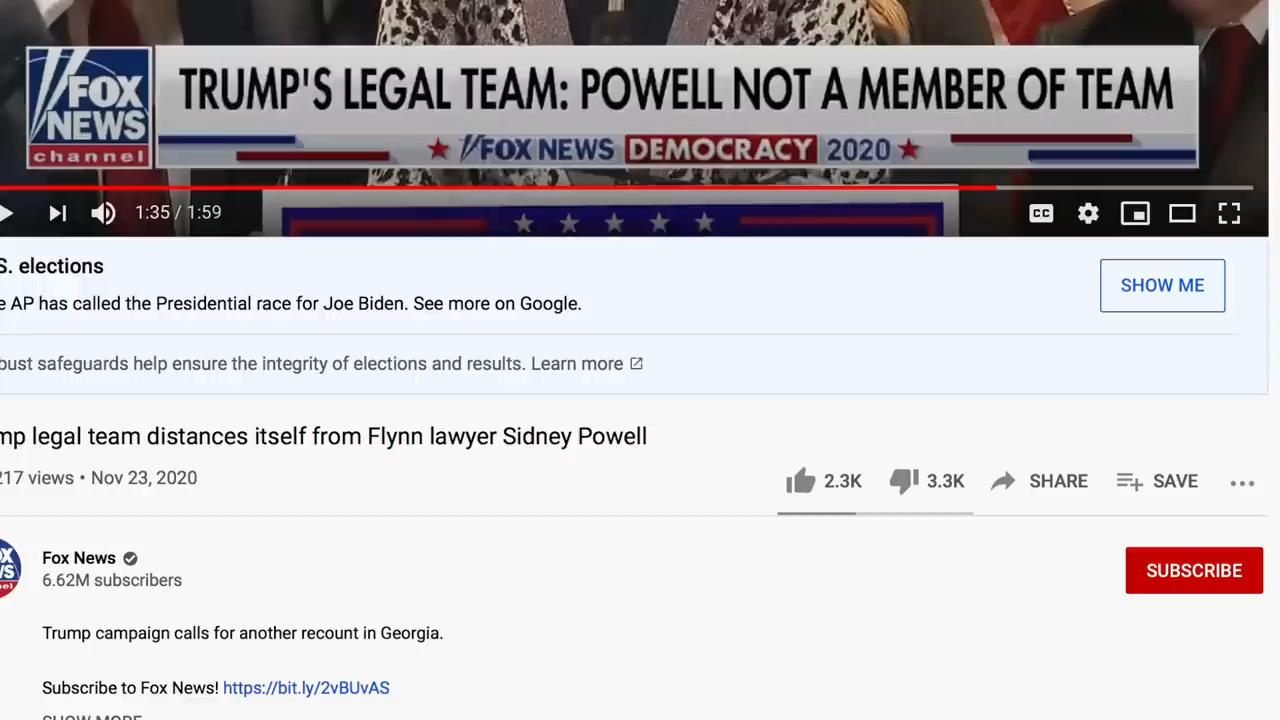 FOX
NEWS
channel
TRUMP'S LEGAL TEAM: POWELL NOT A MEMBER OF TEAM
FOX NEWS DEMOCRACY 2020
1:35 / 1:59
CC
S. elections
e AP has called the Presidential race for Joe Biden. See more on Google.
SHOW ME
bust safeguards help ensure the integrity of elections and results. Learn more
mp legal team distances itself from Flynn lawyer Sidney Powell
217 views • Nov 23, 2020
2.3K
3.3K
SHARE
SAVE
Fox News
6.62M subscribers
SUBSCRIBE
Trump campaign calls for another recount in Georgia.
Subscribe to Fox News! https://bit.ly/2vBUvAS
SHOW MORE